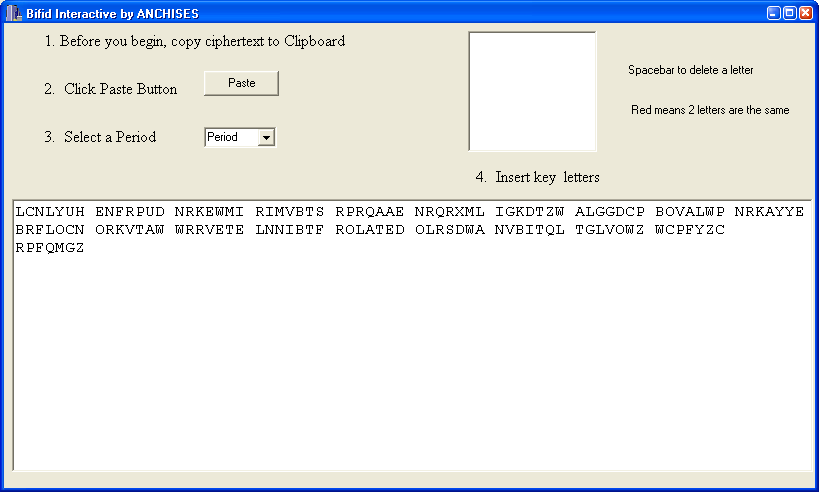 Bifid Interactive by ANCHISES
1. Before you begin, copy ciphertext to Clipboard
2. Click Paste Button
Paste
3. Select a Period
Period
Spacebar to delete a letter
Red means 2 letters are the same
4. Insert key letters
LCNLYUH ENFRPUD NRKEWMI RIMVBTS RPRQAAE NRQRXML IGKDTZW ALGGDCP BOVALWP NRKAYYE
BRFLOCN ORKVTAW WRRVETE LNNIBTF ROLATED OLRSDWA NVBITQL TGLVOWZ WCPFYZC
RPFQMGZ